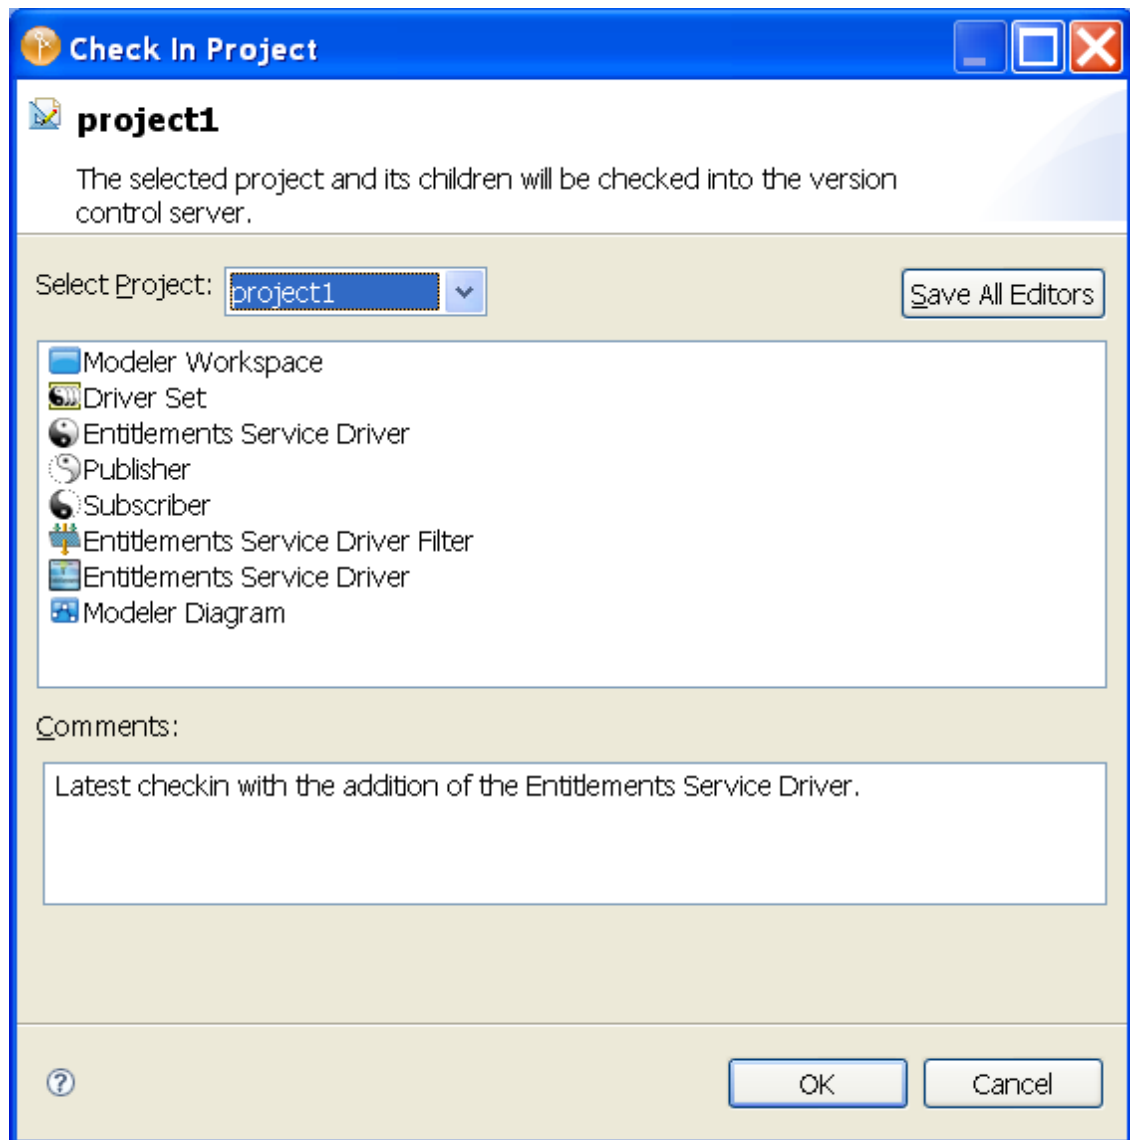 Check In Project
project1
The selected project and its children will be checked into the version
control server.
Select Project: project1
Save All Editors
Modeler Workspace
Driver Set
Entitlements Service Driver
Publisher
Subscriber
Entitlements Service Driver Filter
Entitlements Service Driver
Modeler Diagram
Comments:
Latest checkin with the addition of the Entitlements Service Driver.
?
OK
Cancel